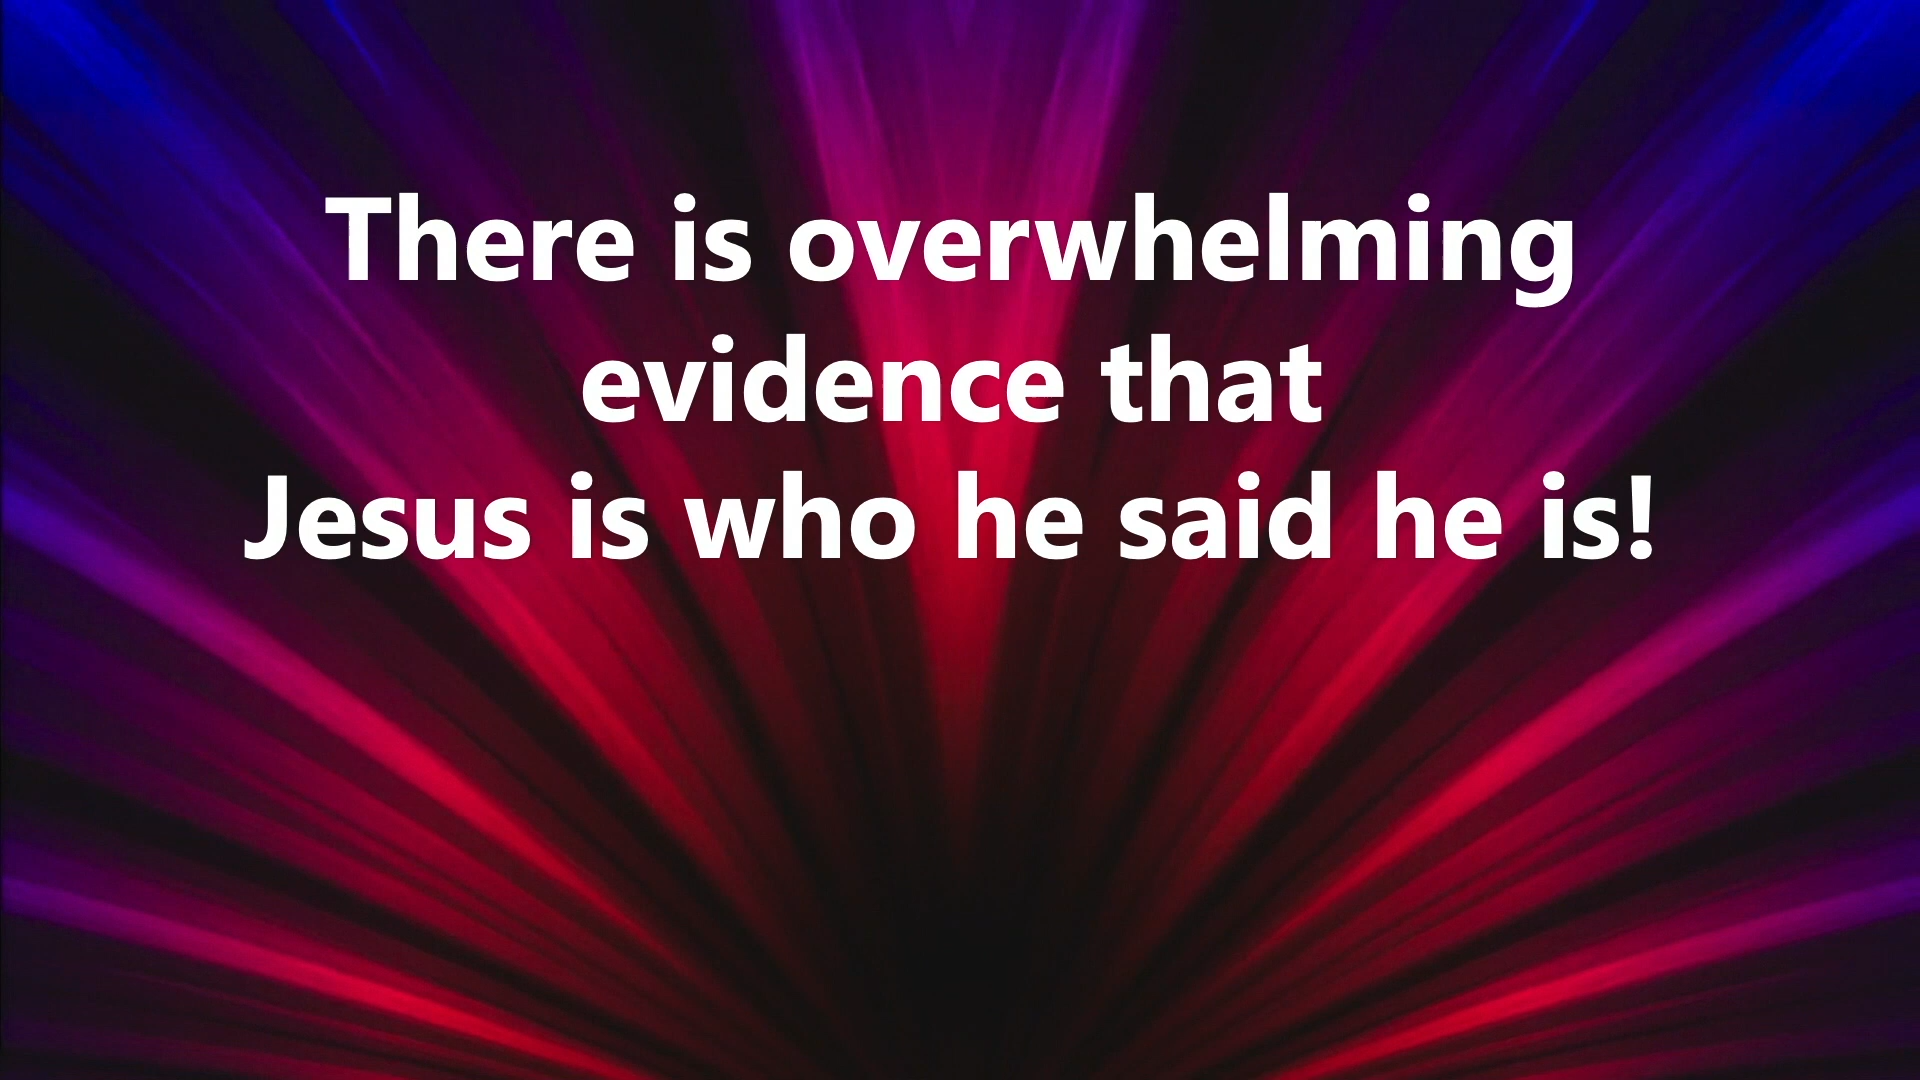 There is overwhelming
evidence that
Jesus is who he said he is!